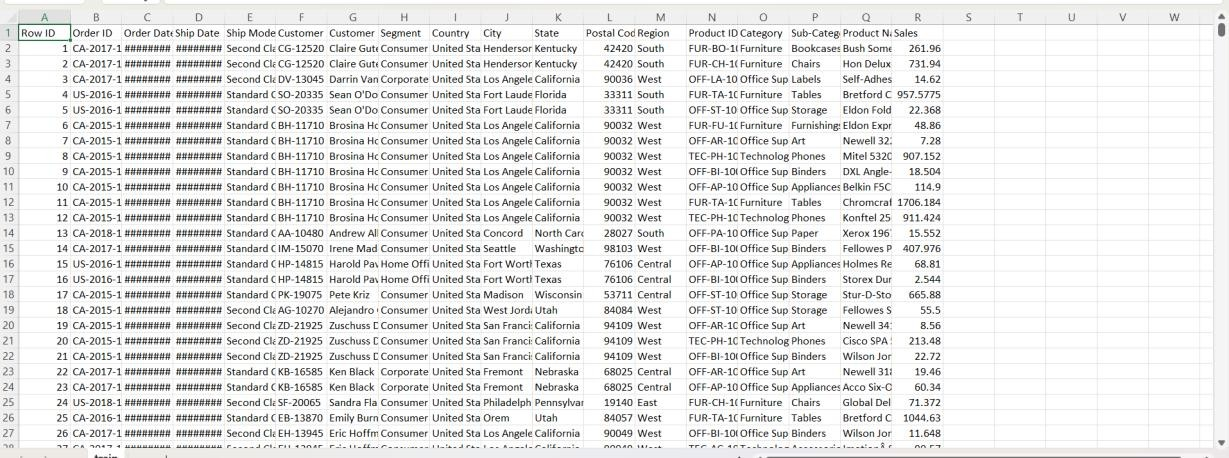 A B C D E F G H I J K L M N O P Q R S T U V W
1 Row ID Order ID Order Date Ship Date Ship Mode Customer Customer Segment Country City State Postal Cod Region Product ID Category Sub-Categ Product Na Sales
2 1 CA-2017-1 ######## ######## Second Cla CG-12520 Claire Gute Consumer United Sta Henderson Kentucky 42420 South FUR-BO-10 Furniture Bookcases Bush Some 261.96
3 2 CA-2017-1 ######## ######## Second Cla CG-12520 Claire Gute Consumer United Sta Henderson Kentucky 42420 South FUR-CH-10 Furniture Chairs Hon Delux 731.94
4 3 CA-2017-1 ######## ######## Second Cla DV-13045 Darrin Van Corporate United Sta Los Angele California 90036 West OFF-LA-10 Office Sup Labels Self-Adhes 14.62
5 4 US-2016-1 ######## ######## Standard C SO-20335 Sean O'Do Consumer United Sta Fort Laude Florida 33311 South FUR-TA-10 Furniture Tables Bretford C 957.5775
6 5 US-2016-1 ######## ######## Standard C SO-20335 Sean O'Do Consumer United Sta Fort Laude Florida 33311 South OFF-ST-10 Office Sup Storage Eldon Fold 22.368
7 6 CA-2015-1 ######## ######## Standard C BH-11710 Brosina Ho Consumer United Sta Los Angele California 90032 West FUR-FU-10 Furniture Furnishing Eldon Expr 48.86
8 7 CA-2015-1 ######## ######## Standard C BH-11710 Brosina Ho Consumer United Sta Los Angele California 90032 West OFF-AR-10 Office Sup Art Newell 322 7.28
9 8 CA-2015-1 ######## ######## Standard C BH-11710 Brosina Ho Consumer United Sta Los Angele California 90032 West TEC-PH-10 Technolog Phones Mitel 5320 907.152
10 9 CA-2015-1 ######## ######## Standard C BH-11710 Brosina Ho Consumer United Sta Los Angele California 90032 West OFF-BI-100 Office Sup Binders DXL Angle- 18.504
11 10 CA-2015-1 ######## ######## Standard C BH-11710 Brosina Ho Consumer United Sta Los Angele California 90032 West OFF-AP-10 Office Sup Appliances Belkin F5C 114.9
12 11 CA-2015-1 ######## ######## Standard C BH-11710 Brosina Ho Consumer United Sta Los Angele California 90032 West FUR-TA-10 Furniture Tables Chromcraf 1706.184
13 12 CA-2015-1 ######## ######## Standard C BH-11710 Brosina Ho Consumer United Sta Los Angele California 90032 West TEC-PH-10 Technolog Phones Konftel 25 911.424
14 13 CA-2018-1 ######## ######## Standard C AA-10480 Andrew All Consumer United Sta Concord North Caro 28027 South OFF-PA-10 Office Sup Paper Xerox 1967 15.552
15 14 CA-2017-1 ######## ######## Standard C IM-15070 Irene Mad Consumer United Sta Seattle Washingto 98103 West OFF-BI-100 Office Sup Binders Fellowes P 407.976
16 15 US-2016-1 ######## ######## Standard C HP-14815 Harold Pav Home Offi United Sta Fort Worth Texas 76106 Central OFF-AP-10 Office Sup Appliances Holmes Re 68.81
17 16 US-2016-1 ######## ######## Standard C HP-14815 Harold Pav Home Offi United Sta Fort Worth Texas 76106 Central OFF-BI-100 Office Sup Binders Storex Dur 2.544
18 17 CA-2015-1 ######## ######## Standard C PK-19075 Pete Kriz Consumer United Sta Madison Wisconsin 53711 Central OFF-ST-10 Office Sup Storage Stur-D-Sto 665.88
19 18 CA-2015-1 ######## ######## Second Cla AG-10270 Alejandro Consumer United Sta West Jorda Utah 84084 West OFF-ST-10 Office Sup Storage Fellowes S 55.5
20 19 CA-2015-1 ######## ######## Second Cla ZD-21925 Zuschuss D Consumer United Sta San Francis California 94109 West OFF-AR-10 Office Sup Art Newell 341 8.56
21 20 CA-2015-1 ######## ######## Second Cla ZD-21925 Zuschuss D Consumer United Sta San Francis California 94109 West TEC-PH-10 Technolog Phones Cisco SPA 213.48
22 21 CA-2015-1 ######## ######## Second Cla ZD-21925 Zuschuss D Consumer United Sta San Francis California 94109 West OFF-BI-100 Office Sup Binders Wilson Jon 22.72
23 22 CA-2017-1 ######## ######## Standard C KB-16585 Ken Black Corporate United Sta Fremont Nebraska 68025 Central OFF-AR-10 Office Sup Art Newell 318 19.46
24 23 CA-2017-1 ######## ######## Standard C KB-16585 Ken Black Corporate United Sta Fremont Nebraska 68025 Central OFF-AP-10 Office Sup Appliances Acco Six-O 60.34
25 24 US-2018-1 ######## ######## Second Cla SF-20065 Sandra Fla Consumer United Sta Philadelph Pennsylvan 19140 East FUR-CH-10 Furniture Chairs Global Del 71.372
26 25 CA-2016-1 ######## ######## Standard C EB-13870 Emily Burn Consumer United Sta Orem Utah 84057 West FUR-TA-10 Furniture Tables Bretford C 1044.63
27 26 CA-2017-1 ######## ######## Second Cla EH-13945 Eric Hoffm Consumer United Sta Los Angele California 90049 West OFF-BI-100 Office Sup Binders Wilson Jon 11.648
train